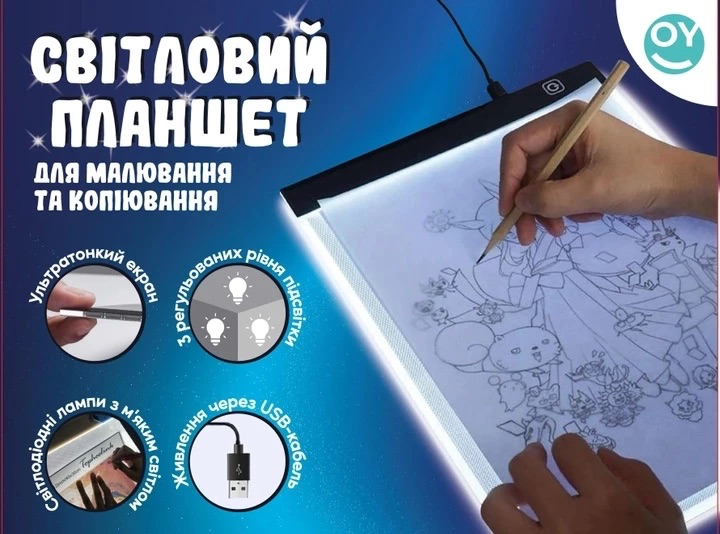 СВІТЛОВИЙ
ПЛАНШЕТ
ДЛЯ МАЛЮВАННЯ
ТА КОПІЮВАННЯ
OY
Ультратонкий екран
3 регульованих рівня підсвітки
Світлодіодні лампи з м'яким світлом
Живлення через USB-кабель